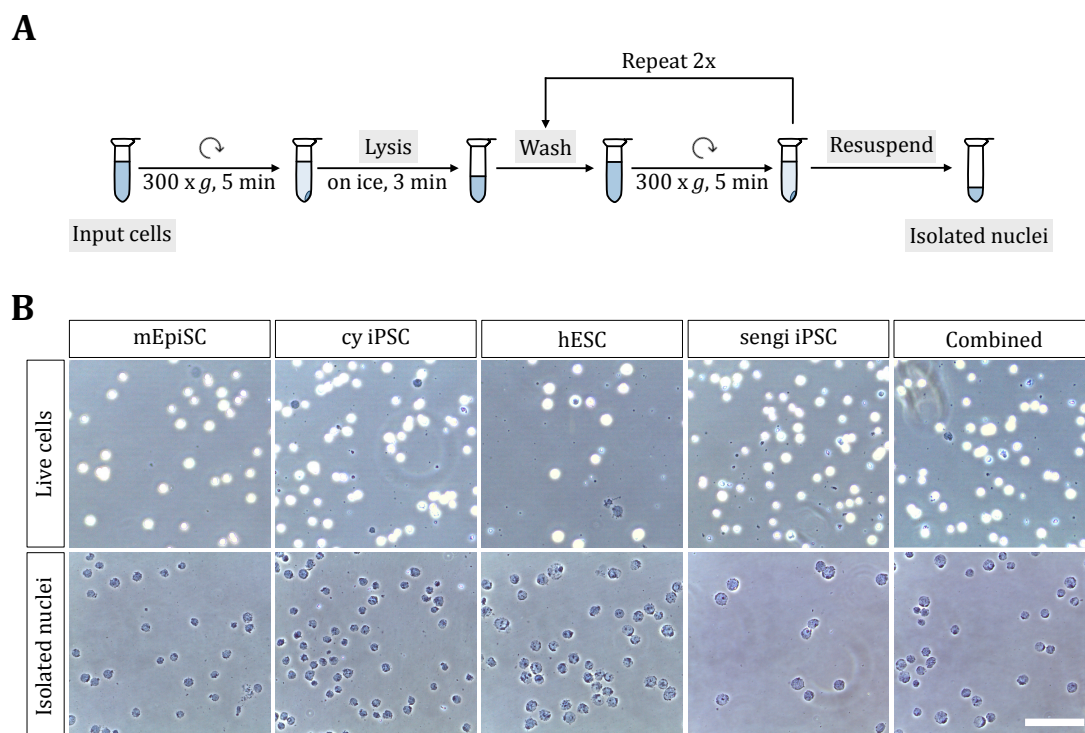 A
Repeat 2x
Lysis
Wash
Resuspend
300 x g, 5 min
on ice, 3 min
300 x g, 5 min
Input cells
Isolated nuclei
B
mEpiSC
cy iPSC
hESC
sengi iPSC
Combined
Live cells
Isolated nuclei